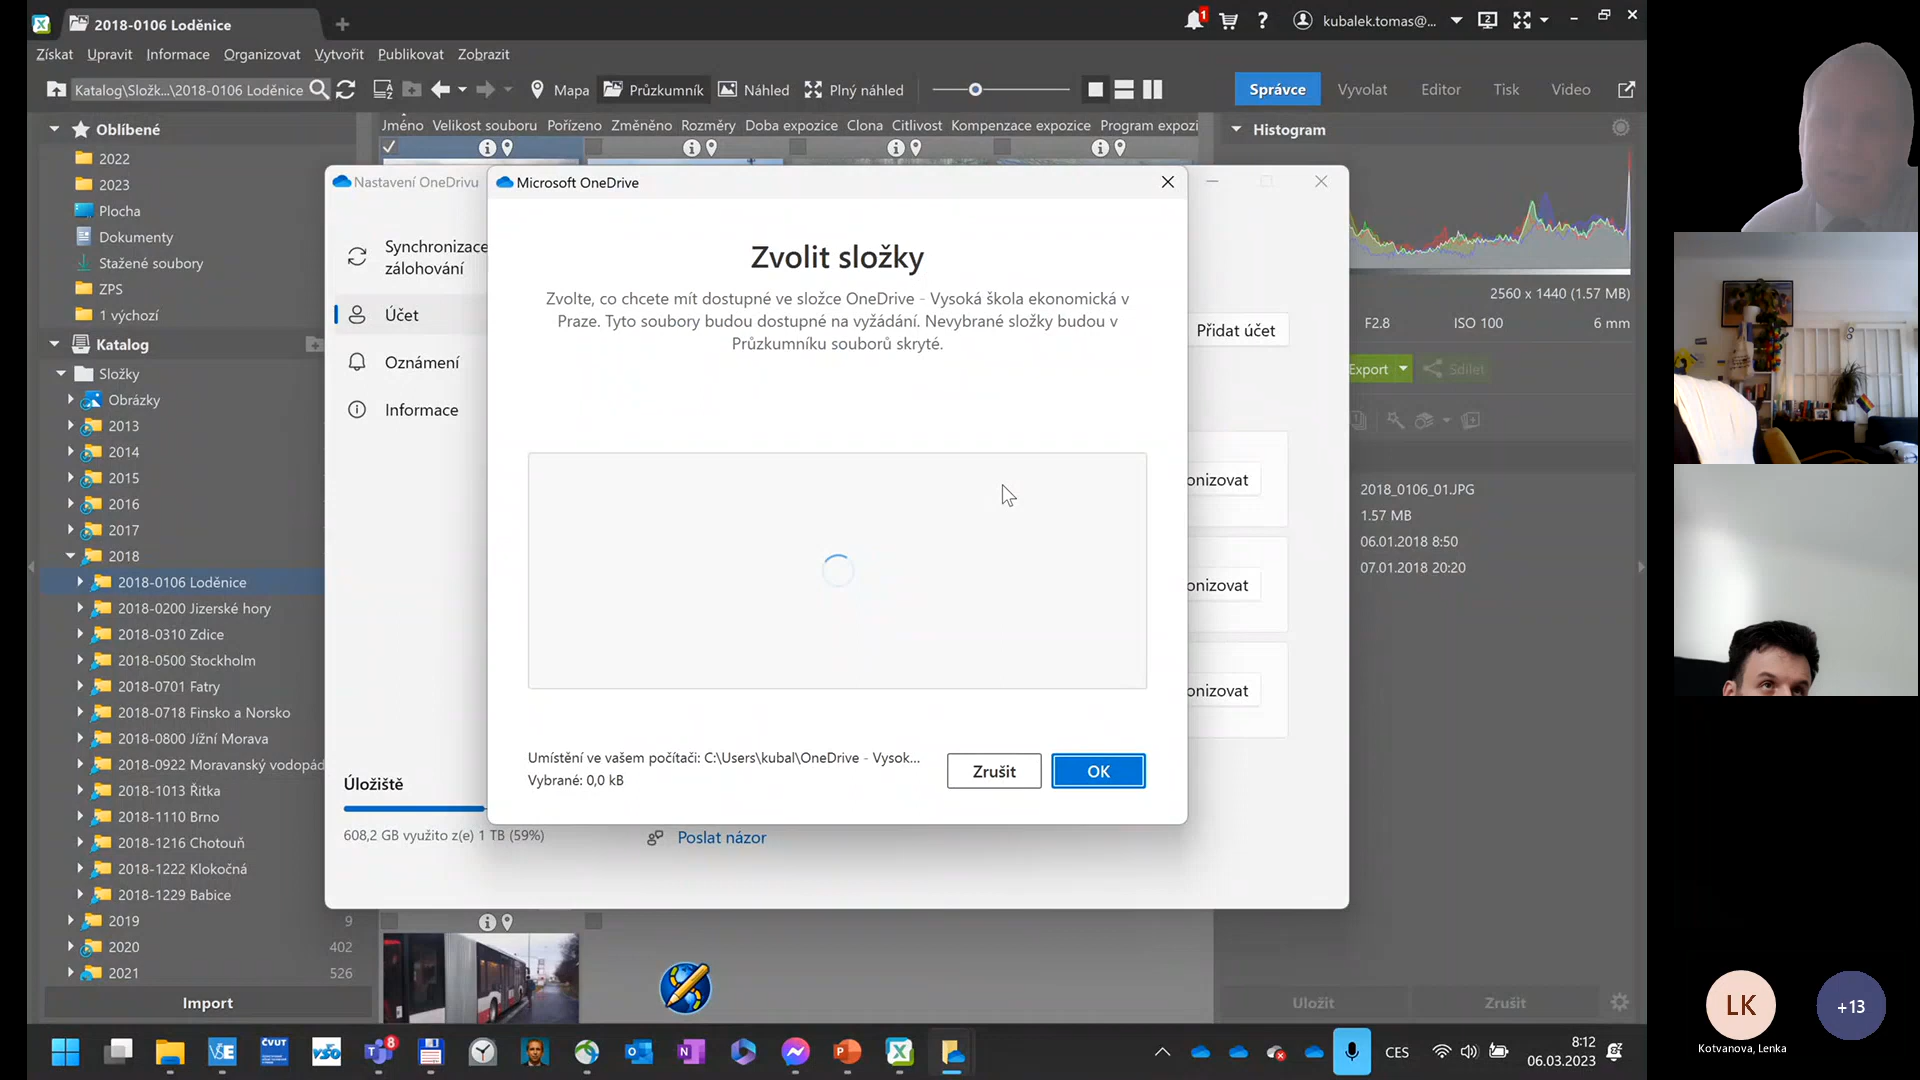 2018-0106 Loděnice
1
kubalek.tomas@...
2
Získat Upravit Informace Organizovat Vytvořit Publikovat Zobrazit
Katalog\Složk...\2018-0106 Loděnice
Mapa Průzkumník Náhled Plný náhled
Správce Vyvolat Editor Tisk Video
Jméno Velikost souboru Pořízeno Změněno Rozměry Doba expozice Clona Citlivost Kompenzace expozice Program expozi
Oblíbené
2022
2023
Plocha
Dokumenty
Stažené soubory
ZPS
1 výchozí
Katalog
Složky
Obrázky
2013
2014
2015
2016
2017
2018
2018-0106 Loděnice
2018-0200 Jizerské hory
2018-0310 Zdice
2018-0500 Stockholm
2018-0701 Fatry
2018-0718 Finsko a Norsko
2018-0800 Jížní Morava
2018-0922 Moravanský vodopád
2018-1013 Řitka
2018-1110 Brno
2018-1216 Chotouň
2018-1222 Klokočná
2018-1229 Babice
2019 9
2020 402
2021 526
Import
Nastavení OneDrivu
Synchronizace
zálohování
Účet
Oznámení
Informace
Úložiště
608,2 GB využito z(e) 1 TB (59%)
Microsoft OneDrive
Zvolit složky
Zvolte, co chcete mít dostupné ve složce OneDrive - Vysoká škola ekonomická v
Praze. Tyto soubory budou dostupné na vyžádání. Nevybrané složky budou v
Průzkumníku souborů skryté.
Umístění ve vašem počítači: C:\Users\kubal\OneDrive - Vysok...
Vybrané: 0,0 kB
Zrušit OK
Poslat názor
Přidat účet
onizovat
onizovat
onizovat
Histogram
2560 x 1440 (1.57 MB)
F2.8 ISO 100 6 mm
Export Sdílet
2018_0106_01.JPG
1.57 MB
06.01.2018 8:50
07.01.2018 20:20
Uložit Zrušit
VŠE
ČVUT
vso
8
CES
8:12
06.03.2023
LK
+13
Kotvanova, Lenka